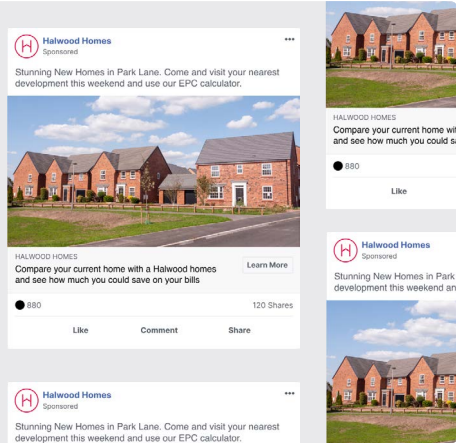 Halwood Homes
Sponsored
Stunning New Homes in Park Lane. Come and visit your nearest
development this weekend and use our EPC calculator.
HALWOOD HOMES
Compare your current home with a Halwood homes
and see how much you could save on your bills
Learn More
880
120 Shares
Like Comment Share
Halwood Homes
Sponsored
Stunning New Homes in Park Lane. Come and visit your nearest
development this weekend and use our EPC calculator.
HALWOOD HOMES
Compare your current home
and see how much you could
880
Like
Halwood Homes
Sponsored
Stunning New Homes in Park
development this weekend